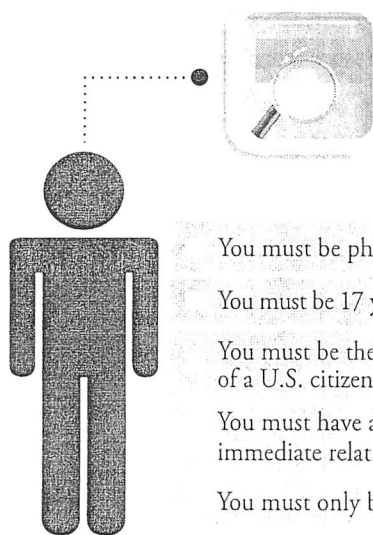 You must be ph
You must be 17 y
You must be the
of a U.S. citizen
You must have a
immediate relati
You must only b